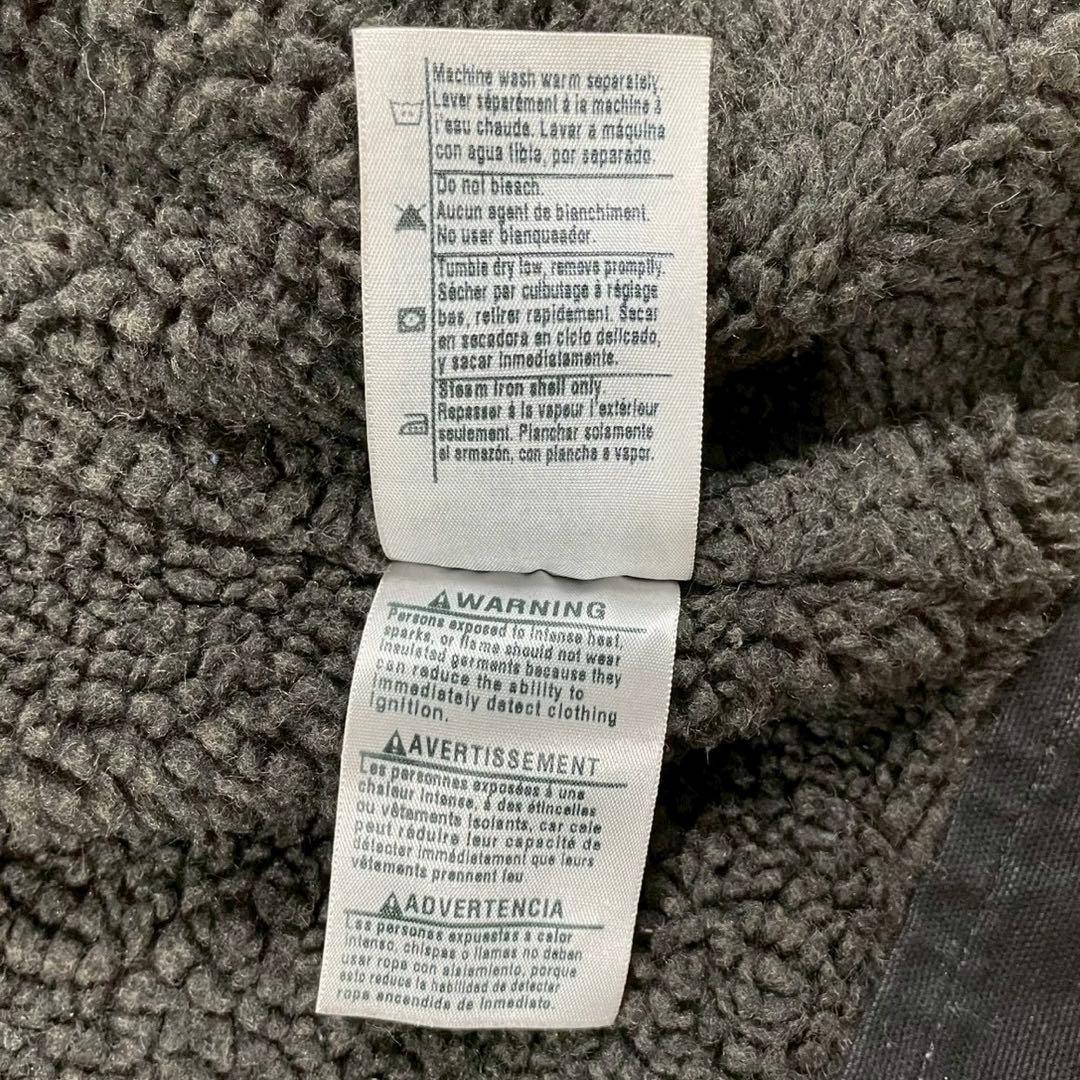 Machine wash warm separately.
Laver séparément à la machine à
l'eau chaude. Lavar a máquina
con agua tibia, por separado.
Do not bleach.
Aucun agent de blanchiment.
No usar blanqueador.
Tumble dry low, remove promptly.
Sécher par culbutage à réglage
bas, retirer rapidement. Secar
en secadora en ciclo delicado,
y sacar inmediatamente.
Steam iron shell only
Repasser à la vapeur l'extérieur
seulement. Planchar solamente
el armazón, con plancha a vapor.
WARNING
Persons exposed to intense heat,
sparks, or flame should not wear
insulated garments because they
can reduce the ability to
immediately detect clothing
ignition.
AVERTISSEMENT
Les personnes exposées à une
chaleur intense, à des étincelles
ou vêtements isolants, car cela
peut réduire leur capacité de
détecter immédiatement que leurs
vêtements prennent feu
ADVERTENCIA
Las personas expuestas a calor
intenso, chispas o llamas no deben
usar ropa con aislamiento, porque
esto reduce la habilidad de detectar
ropa encendida de inmediato.